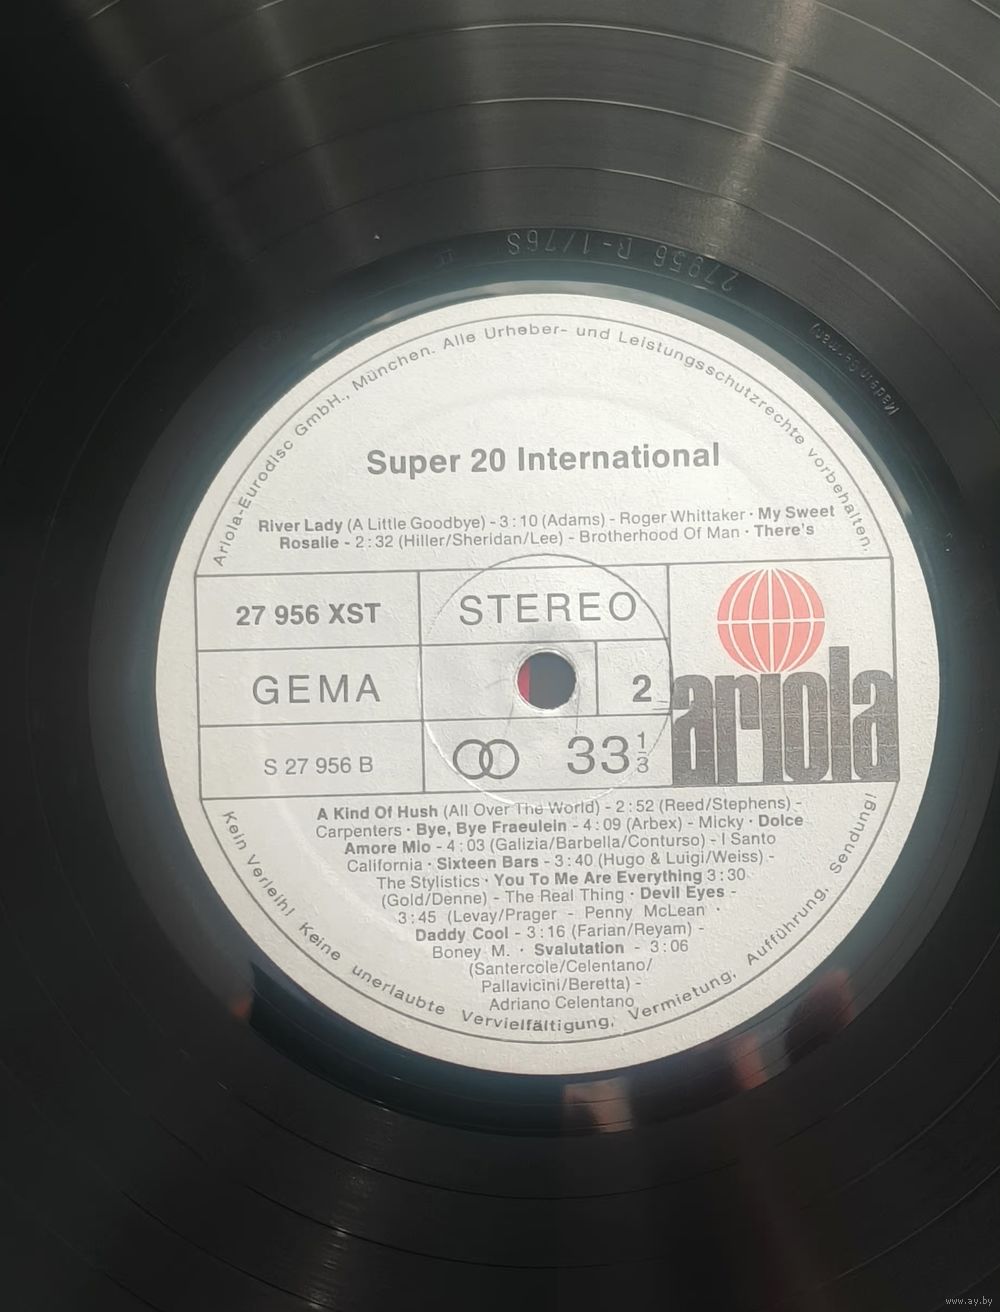 27956 R-1/76S
Made in Germany
Ariola-Eurodisc GmbH., München. Alle Urheber- und Leistungsschutzrechte vorbehalten.
Super 20 International
River Lady (A Little Goodbye) - 3:10 (Adams) - Roger Whittaker · My Sweet
Rosalie - 2:32 (Hiller/Sheridan/Lee) - Brotherhood Of Man · There's
27 956 XST
STEREO
GEMA
2
ariola
S 27 956 B
33 1/3
A Kind Of Hush (All Over The World) - 2:52 (Reed/Stephens) -
Carpenters · Bye, Bye Fraeulein - 4:09 (Arbex) - Micky · Dolce
Amore Mio - 4:03 (Galizia/Barbella/Conturso) - I Santo
California · Sixteen Bars - 3:40 (Hugo & Luigi/Weiss) -
The Stylistics · You To Me Are Everything 3:30
(Gold/Denne) - The Real Thing · Devil Eyes -
3:45 (Levay/Prager - Penny McLean ·
Daddy Cool - 3:16 (Farian/Reyam) -
Boney M. · Svalutation - 3:06
(Santercole/Celentano/
Pallavicini/Beretta) -
Adriano Celentano
Kein Verleih! Keine unerlaubte Vervielfältigung, Vermietung, Aufführung, Sendung!
www.ay.by